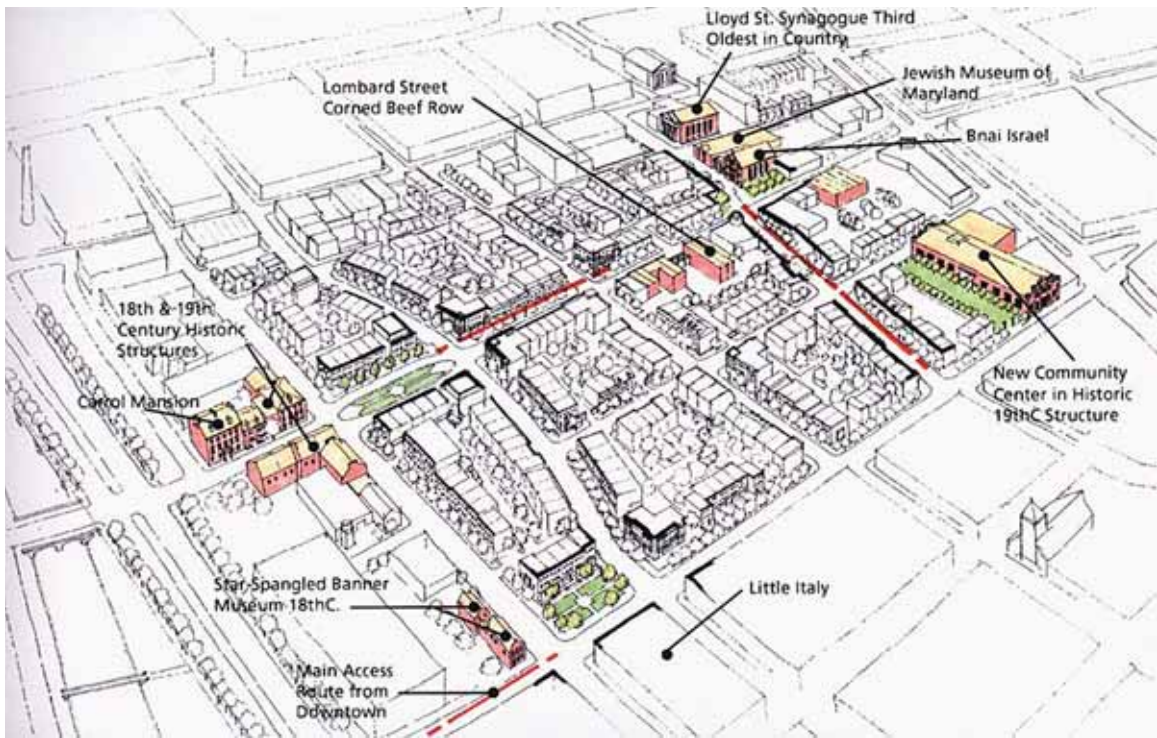 Lloyd St. Synagogue Third
Oldest in Country
Jewish Museum of
Maryland
Lombard Street
Corned Beef Row
Bnai Israel
18th & 19th
Century Historic
Structures
Carrol Mansion
New Community
Center in Historic
19thC Structure
Star-Spangled Banner
Museum 18thC.
Little Italy
Main Access
Route from
Downtown